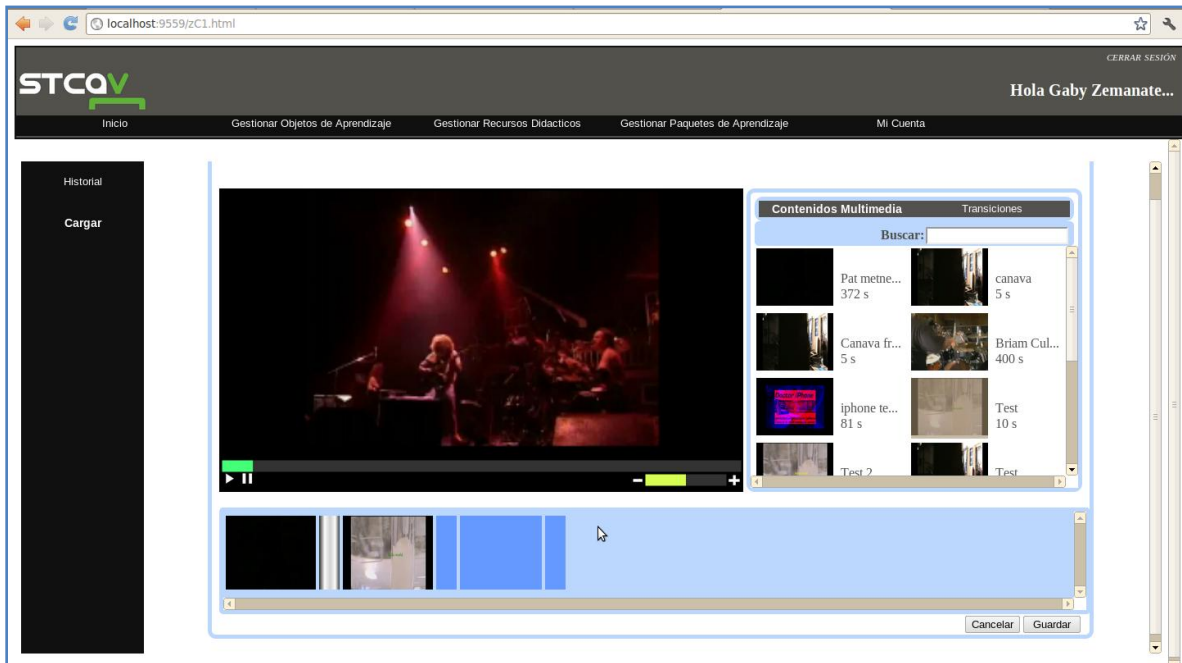 localhost:9559/zC1.html
CERRAR SESIÓN
STCAV
Hola Gaby Zemanate...
Inicio Gestionar Objetos de Aprendizaje Gestionar Recursos Didacticos Gestionar Paquetes de Aprendizaje Mi Cuenta
Historial
Cargar
Contenidos Multimedia Transiciones
Buscar:
Pat metne... canava
372 s 5 s
Canava fr... Briam Cul...
5 s 400 s
iphone te... Test
81 s 10 s
Test 2 Test
Cancelar Guardar